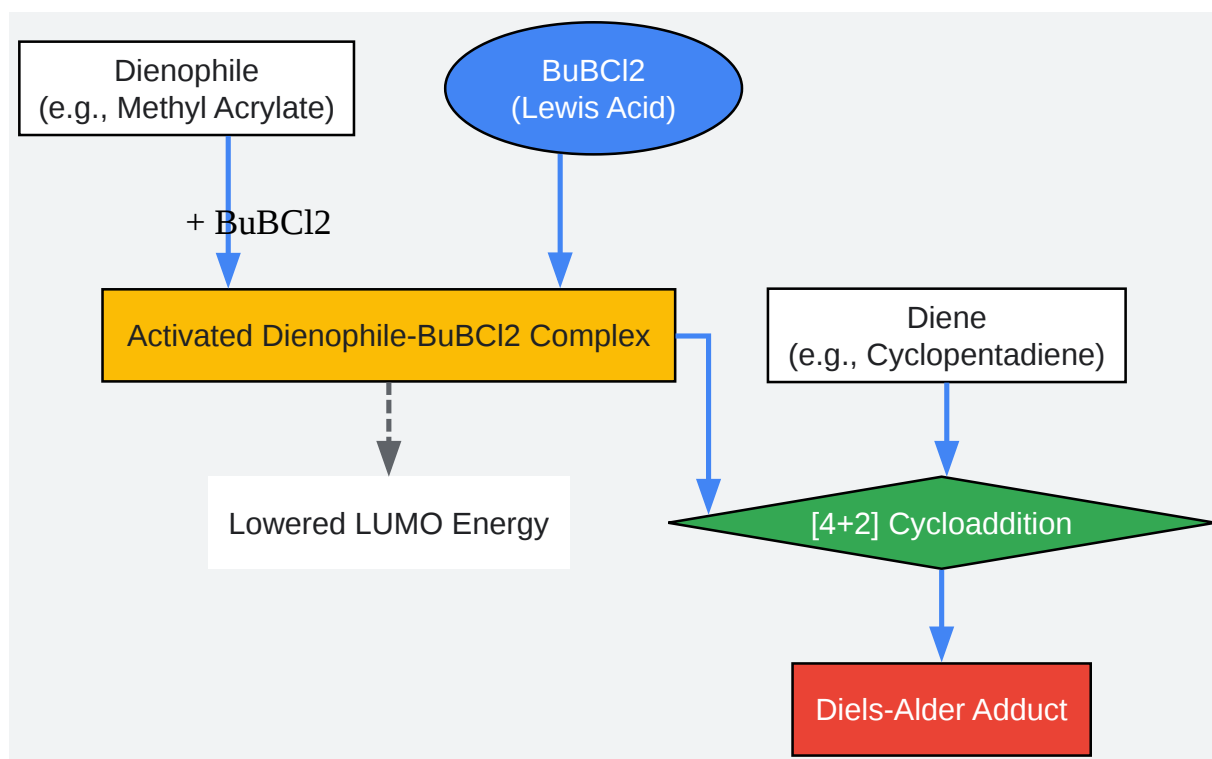 Dienophile
(e.g., Methyl Acrylate)
BuBCl2
(Lewis Acid)
+ BuBCl2
Activated Dienophile-BuBCl2 Complex
Diene
(e.g., Cyclopentadiene)
Lowered LUMO Energy
[4+2] Cycloaddition
Diels-Alder Adduct